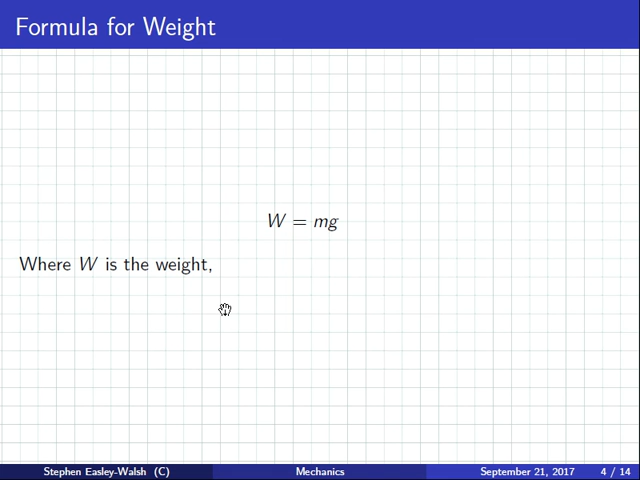 Formula for Weight
W = mg
Where W is the weight,
Stephen Easley-Walsh (C) Mechanics September 21, 2017 4 / 14